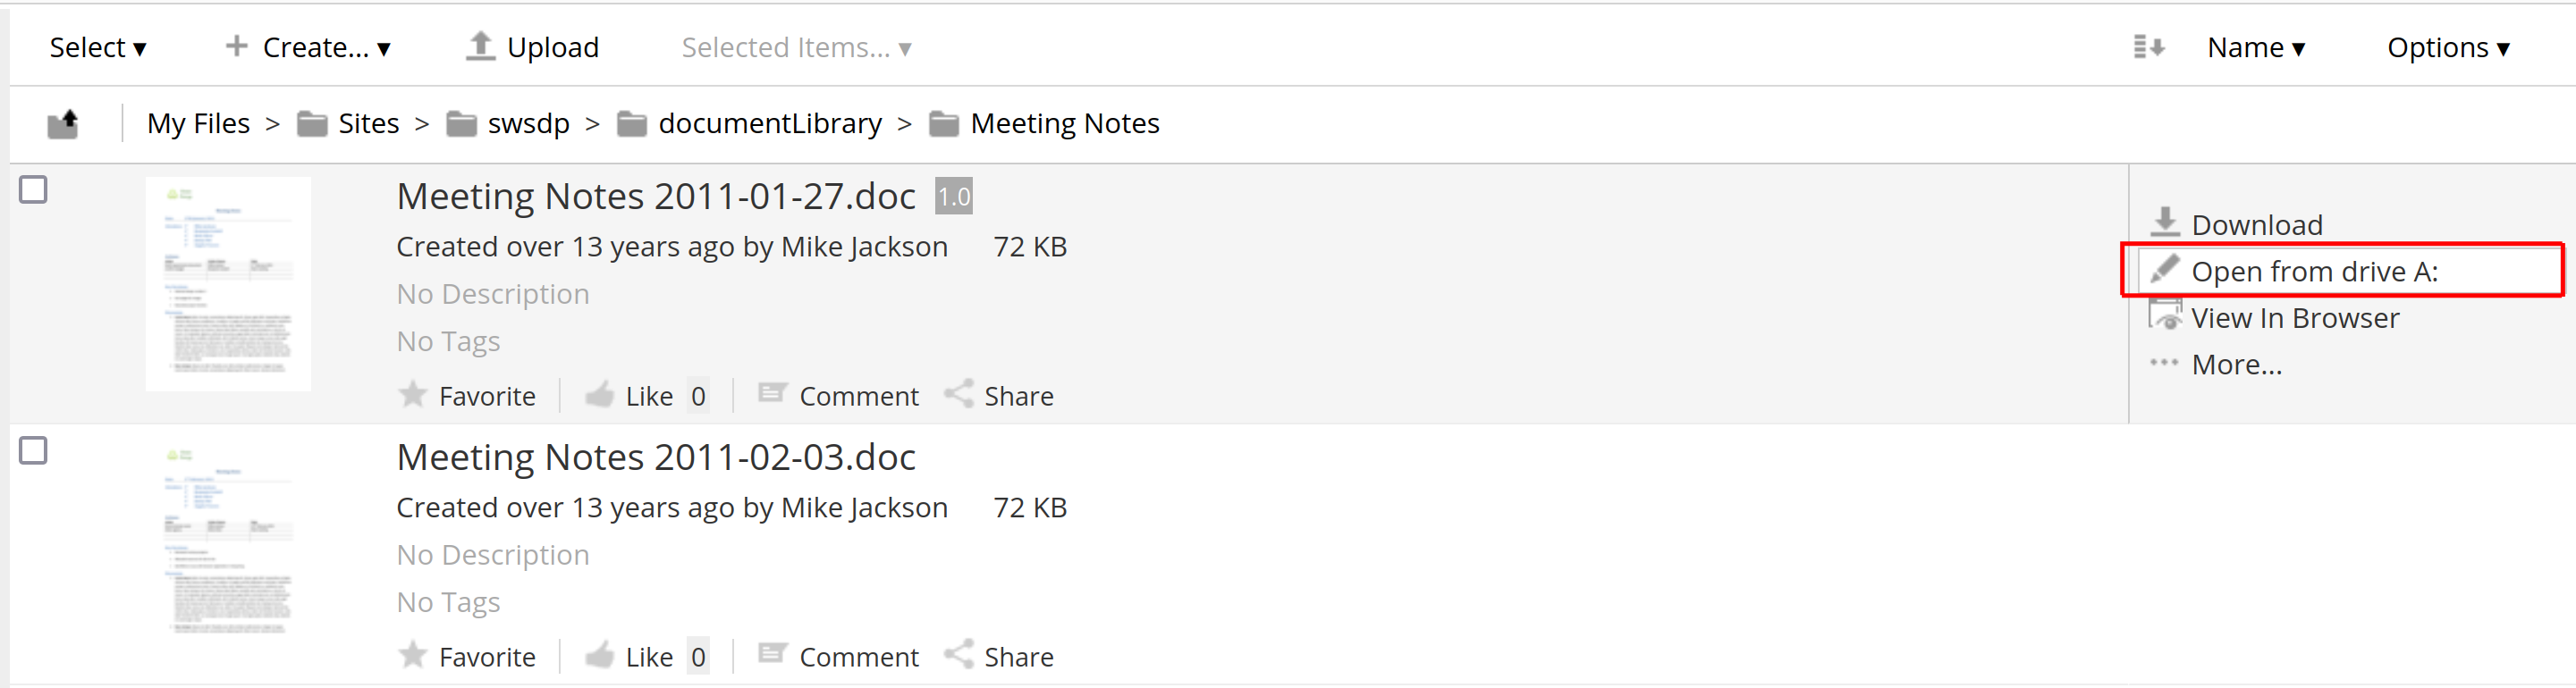 Select ▾ + Create... ▾ Upload Selected Items... ▾ Name ▾ Options ▾
My Files > Sites > swsdp > documentLibrary > Meeting Notes
Meeting Notes 2011-01-27.doc 1.0
Created over 13 years ago by Mike Jackson 72 KB
No Description
No Tags
Favorite Like 0 Comment Share
Download
Open from drive A:
View In Browser
More...
Meeting Notes 2011-02-03.doc
Created over 13 years ago by Mike Jackson 72 KB
No Description
No Tags
Favorite Like 0 Comment Share